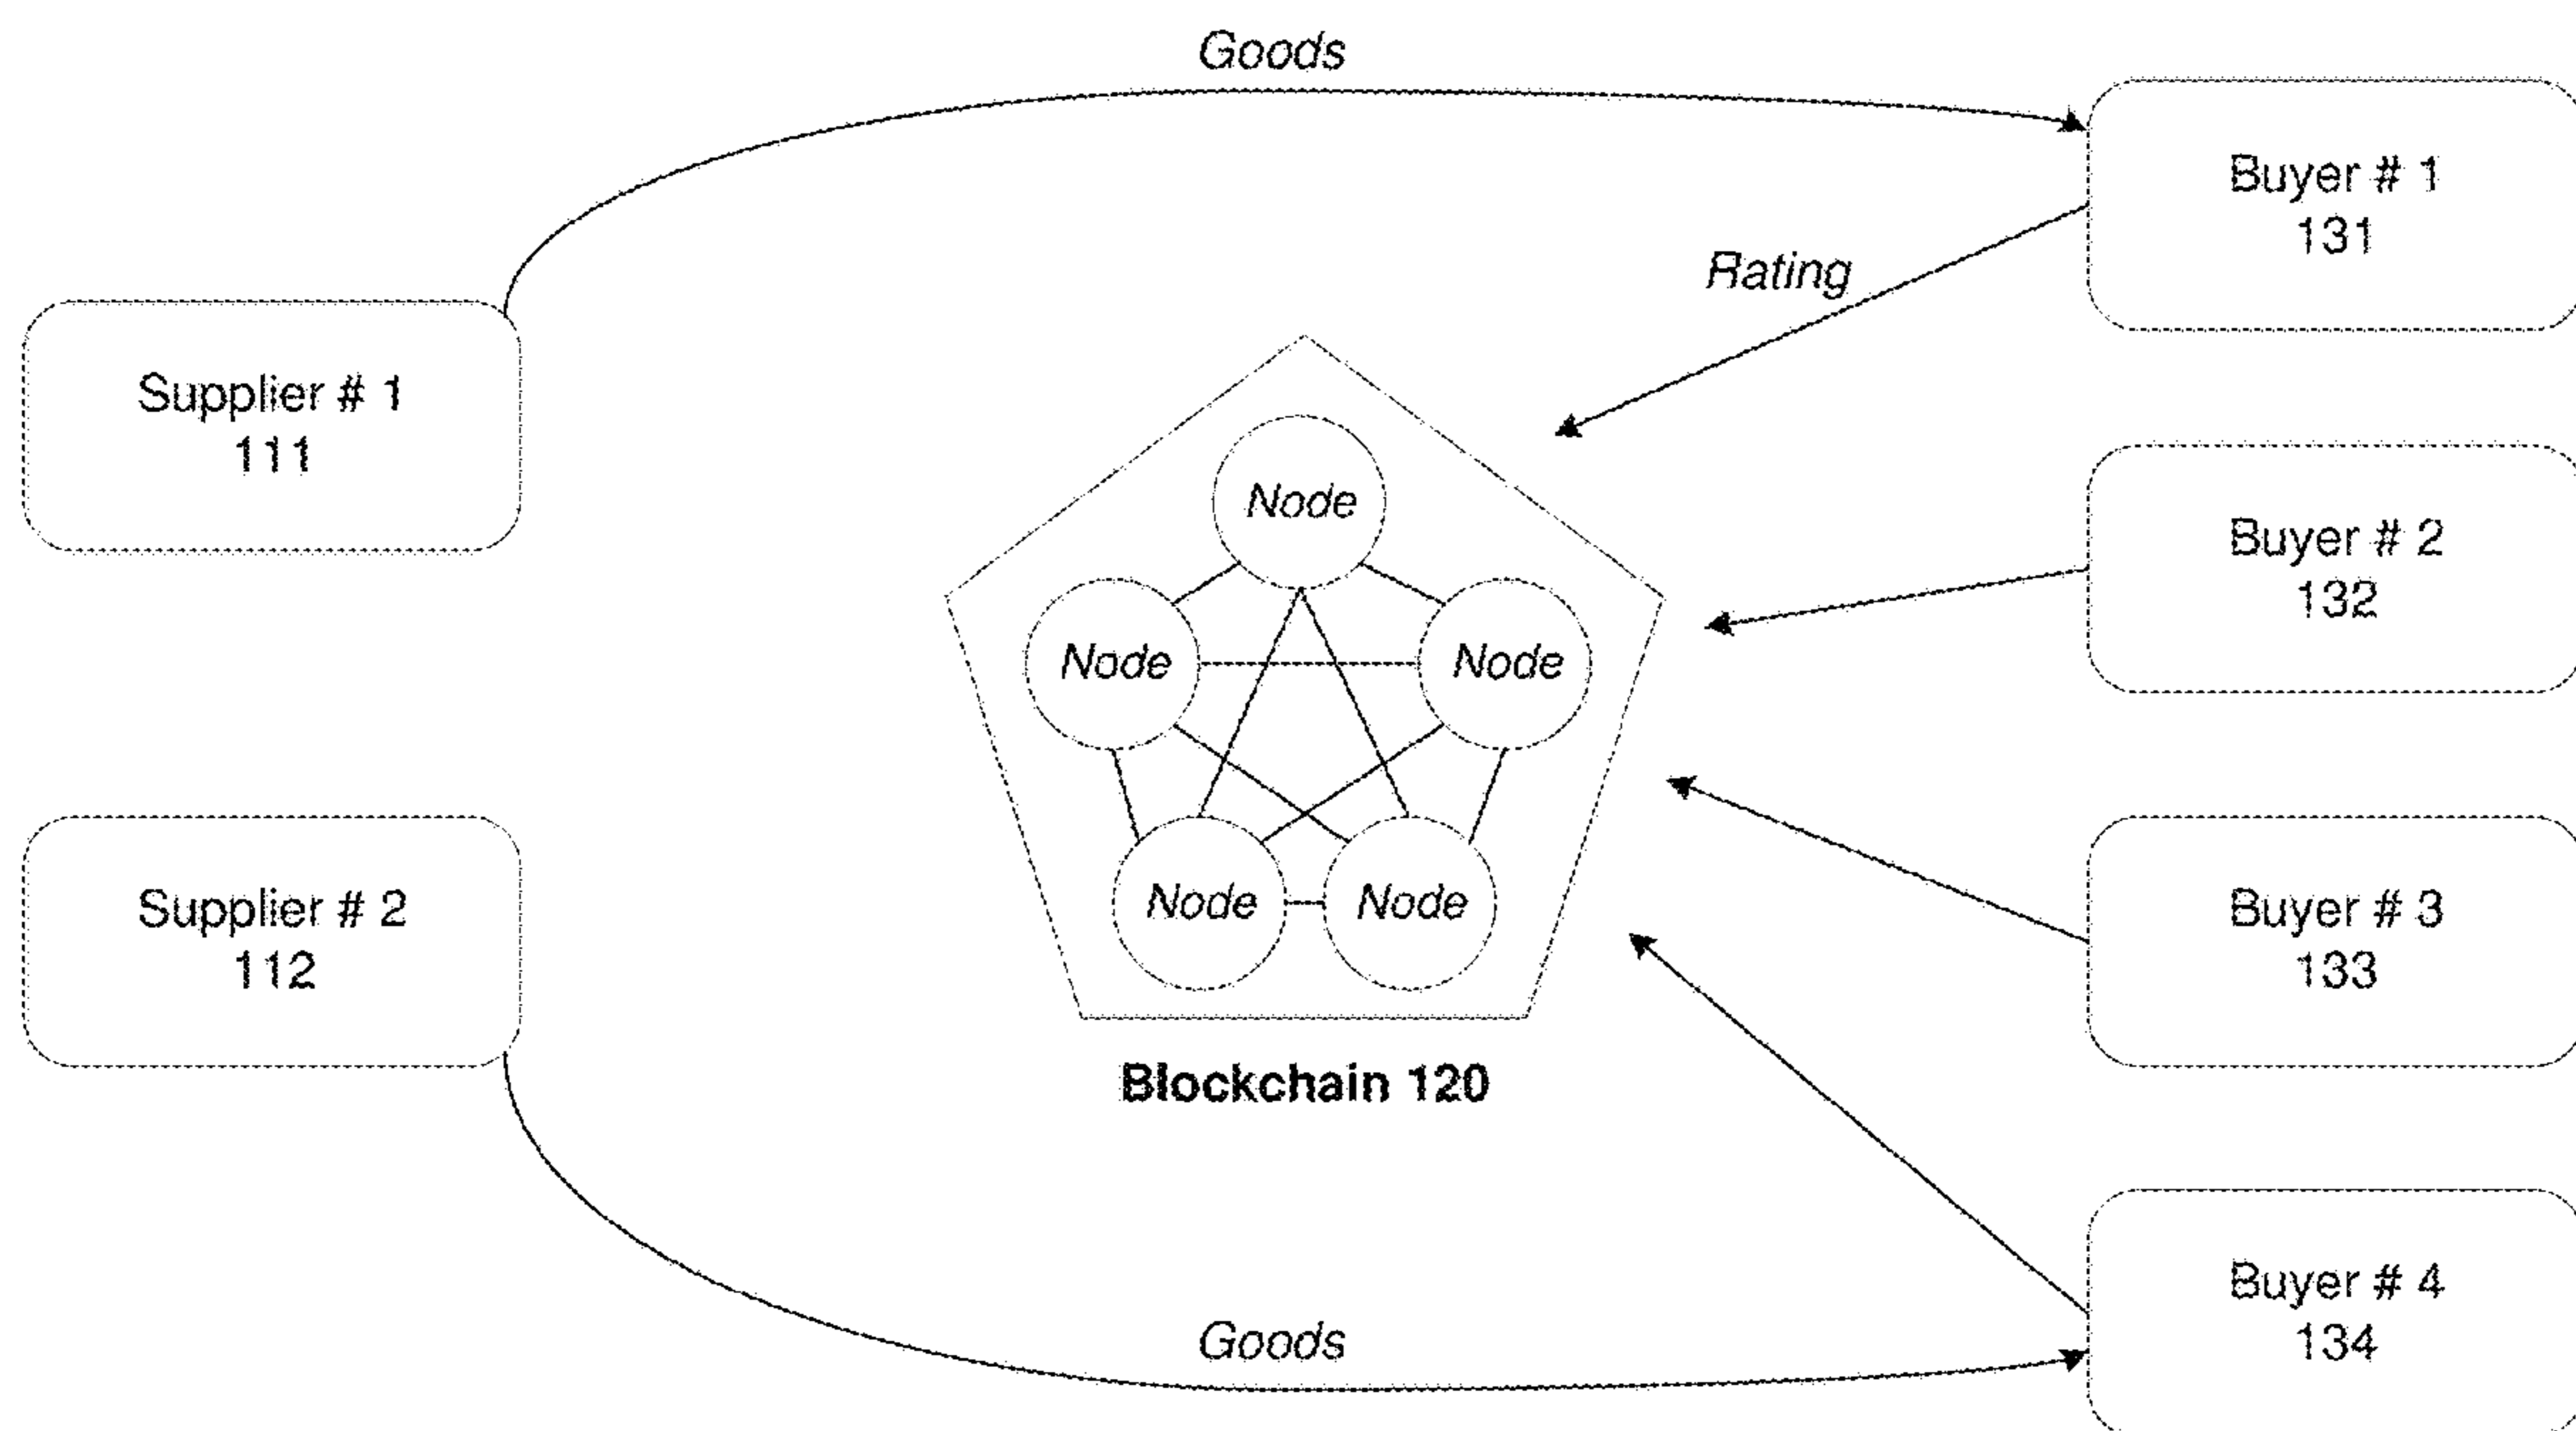 Goods
Buyer # 1
131
Rating
Supplier # 1
111
Node
Buyer # 2
132
Node
Node
Supplier # 2
112
Node
Node
Buyer # 3
133
Blockchain 120
Buyer # 4
134
Goods